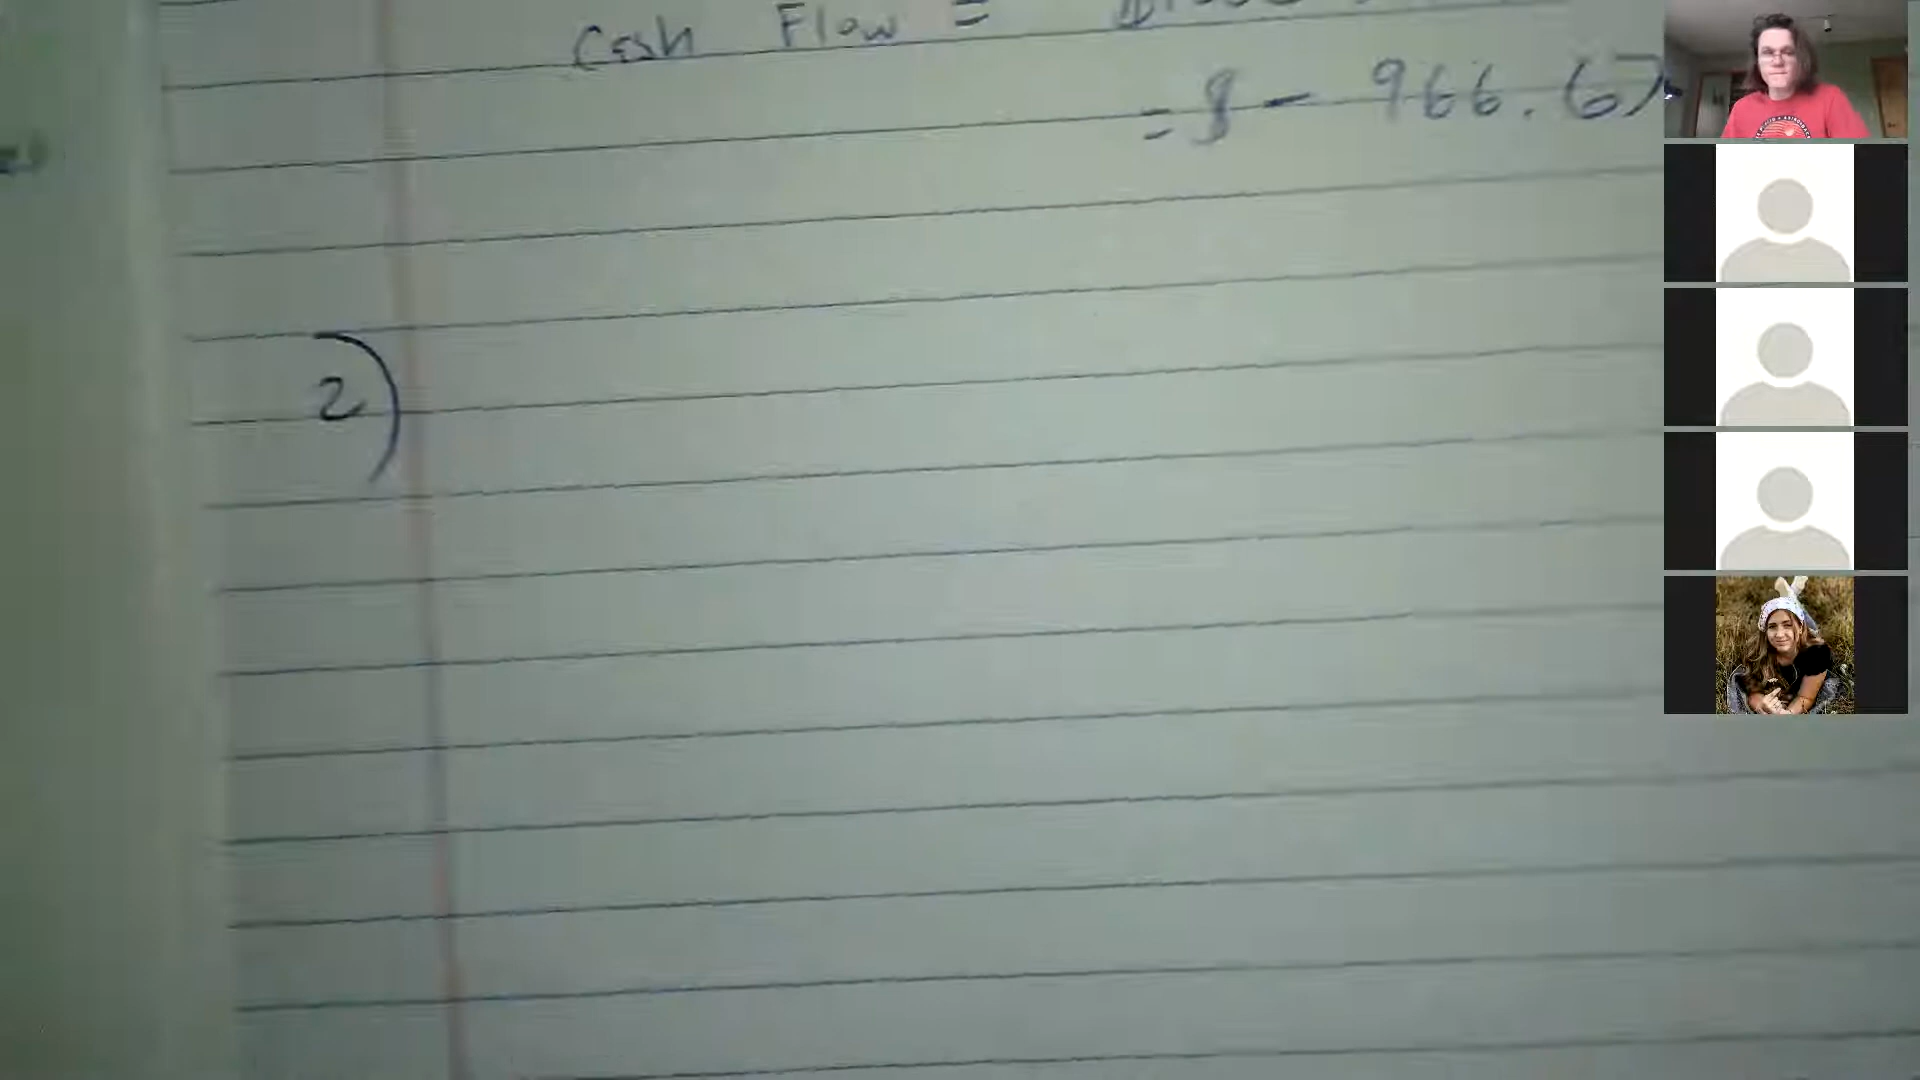 Cash Flow =
= $ - 966.67
2)